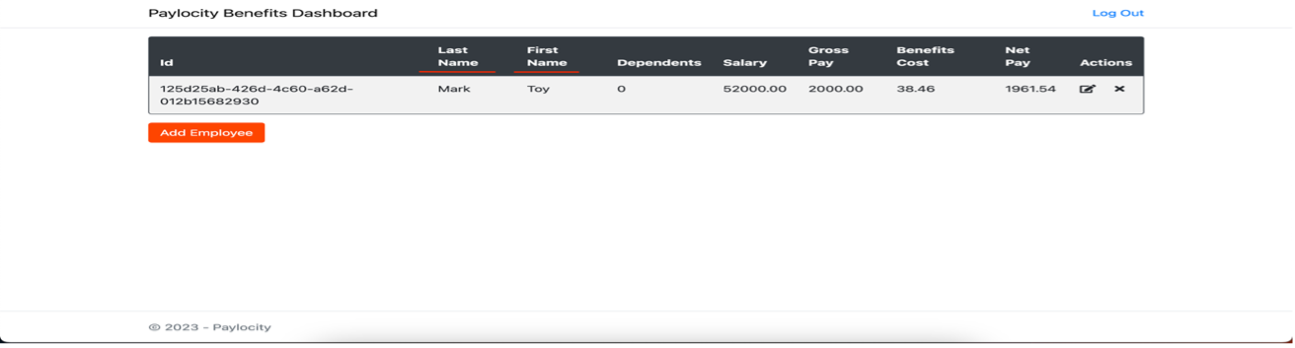 Paylocity Benefits Dashboard Log Out
Id Last Name First Name Dependents Salary Gross Pay Benefits Cost Net Pay Actions
125d25ab-426d-4c60-a62d-012b15682930 Mark Toy 0 52000.00 2000.00 38.46 1961.54
Add Employee
© 2023 - Paylocity